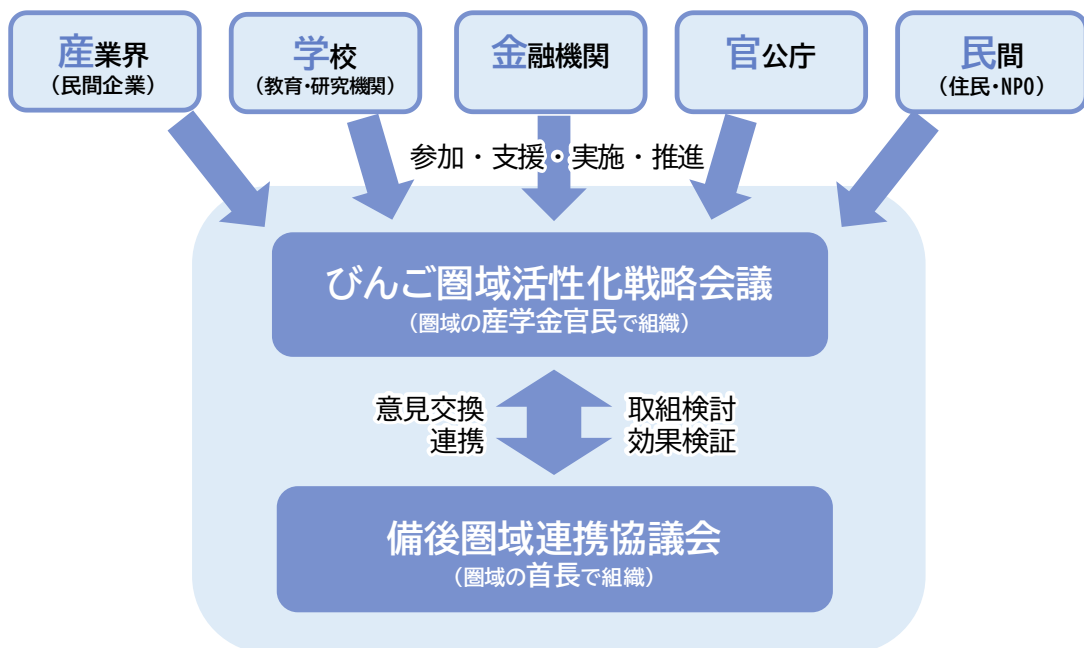 産業界
（民間企業）
学校
（教育・研究機関）
金融機関
官公庁
民間
（住民・NPO）
参加・支援・実施・推進
びんご圏域活性化戦略会議
（圏域の産学金官民で組織）
意見交換
連携
取組検討
効果検証
備後圏域連携協議会
（圏域の首長で組織）